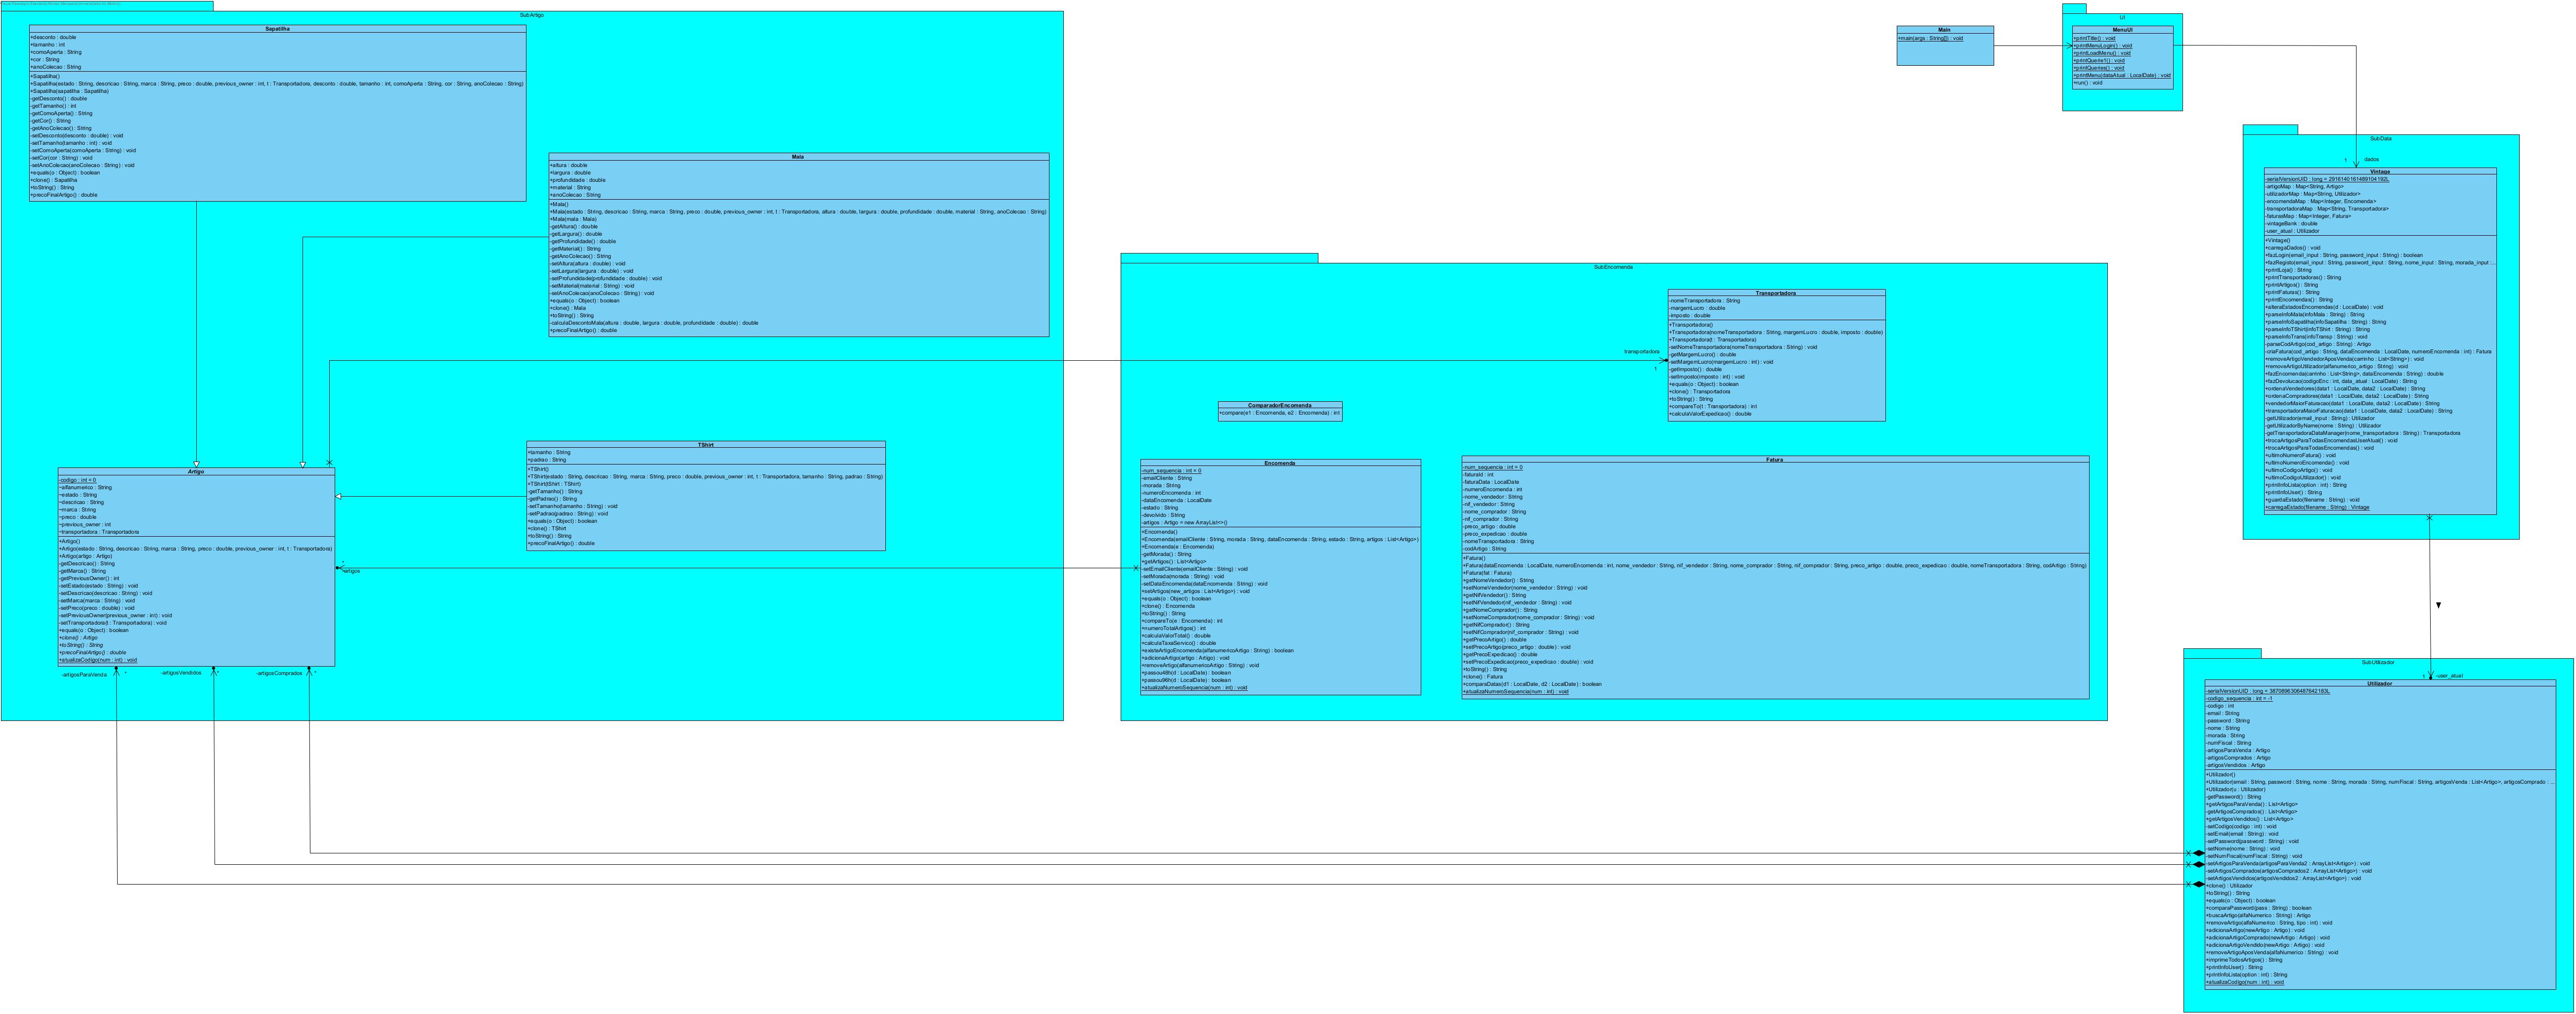 SubArtigo
Sapatilha
+desconto : double
+tamanho : int
+comoAperta : String
+cor : String
+anoColecao : String
+Sapatilha()
+Sapatilha(estado : String, descricao : String, marca : String, preco : double, previous_owner : int, t : Transportadora, desconto : double, tamanho : int, comoAperta : String, cor : String, anoColecao : String)
+Sapatilha(sapatilha : Sapatilha)
-getDesconto() : double
-getTamanho() : int
-getComoAperta() : String
-getCor() : String
-getAnoColecao() : String
-setDesconto(desconto : double) : void
-setTamanho(tamanho : int) : void
-setComoAperta(comoAperta : String) : void
-setCor(cor : String) : void
-setAnoColecao(anoColecao : String) : void
+equals(o : Object) : boolean
+clone() : Sapatilha
+toString() : String
+precoFinalArtigo() : double
Mala
+altura : double
+largura : double
+profundidade : double
+material : String
+anoColecao : String
+Mala()
+Mala(estado : String, descricao : String, marca : String, preco : double, previous_owner : int, t : Transportadora, altura : double, largura : double, profundidade : double, material : String, anoColecao : String)
+Mala(mala : Mala)
-getAltura() : double
-getLargura() : double
-getProfundidade() : double
-getMaterial() : String
-getAnoColecao() : String
-setAltura(altura : double) : void
-setLargura(largura : double) : void
-setProfundidade(profundidade : double) : void
-setMaterial(material : String) : void
-setAnoColecao(anoColecao : String) : void
+equals(o : Object) : boolean
+clone() : Mala
+toString() : String
-calculaDescontoMala(altura : double, largura : double, profundidade : double) : double
+precoFinalArtigo() : double
TShirt
+tamanho : String
+padrao : String
+TShirt()
+TShirt(estado : String, descricao : String, marca : String, preco : double, previous_owner : int, t : Transportadora, tamanho : String, padrao : String)
+TShirt(tShirt : TShirt)
-getTamanho() : String
-getPadrao() : String
-setTamanho(tamanho : String) : void
-setPadrao(padrao : String) : void
+equals(o : Object) : boolean
+clone() : TShirt
+toString() : String
+precoFinalArtigo() : double
Artigo
-codigo : int = 0
~alfanumerico : String
~estado : String
~descricao : String
~marca : String
~preco : double
~previous_owner : int
~transportadora : Transportadora
+Artigo()
+Artigo(estado : String, descricao : String, marca : String, preco : double, previous_owner : int, t : Transportadora)
+Artigo(artigo : Artigo)
-getDescricao() : String
-getMarca() : String
-getPreviousOwner() : int
-setEstado(estado : String) : void
-setDescricao(descricao : String) : void
-setMarca(marca : String) : void
-setPreco(preco : double) : void
-setPreviousOwner(previous_owner : int) : void
-setTransportadora(t : Transportadora) : void
+equals(o : Object) : boolean
+clone() : Artigo
+toString() : String
+precoFinalArtigo() : double
+atualizaCodigo(num : int) : void
-artigos
*
-artigosParaVenda
*
-artigosVendidos
*
-artigosComprados
*
SubEncomenda
Transportadora
-nomeTransportadora : String
-margemLucro : double
-imposto : double
+Transportadora()
+Transportadora(nomeTransportadora : String, margemLucro : double, imposto : double)
+Transportadora(t : Transportadora)
-setNomeTransportadora(nomeTransportadora : String) : void
-getMargemLucro() : double
-setMargemLucro(margemLucro : int) : void
-getImposto() : double
-setImposto(imposto : int) : void
+equals(o : Object) : boolean
+clone() : Transportadora
+toString() : String
+compareTo(t : Transportadora) : int
+calculaValorExpedicao() : double
transportadora
1
ComparadorEncomenda
+compare(e1 : Encomenda, e2 : Encomenda) : int
Encomenda
-num_sequencia : int = 0
-emailCliente : String
-morada : String
-numeroEncomenda : int
-dataEncomenda : LocalDate
-estado : String
-devolvido : String
-artigos : Artigo = new ArrayList<>()
+Encomenda()
+Encomenda(emailCliente : String, morada : String, dataEncomenda : String, estado : String, artigos : List<Artigo>)
+Encomenda(e : Encomenda)
-getMorada() : String
+getArtigos() : List<Artigo>
-setEmailCliente(emailCliente : String) : void
-setMorada(morada : String) : void
-setDataEncomenda(dataEncomenda : String) : void
+setArtigos(new_artigos : List<Artigo>) : void
+equals(o : Object) : boolean
+clone() : Encomenda
+toString() : String
+compareTo(e : Encomenda) : int
+numeroTotalArtigos() : int
+calculaValorTotal() : double
+calculaTaxaServico() : double
+existeArtigoEncomenda(alfanumericoArtigo : String) : boolean
+adicionaArtigo(artigo : Artigo) : void
+removeArtigo(alfanumericoArtigo : String) : void
+passou48h(d : LocalDate) : boolean
+passou96h(d : LocalDate) : boolean
+atualizaNumeroSequencia(num : int) : void
Fatura
-num_sequencia : int = 0
-faturaId : int
-faturaData : LocalDate
-numeroEncomenda : int
-nome_vendedor : String
-nif_vendedor : String
-nome_comprador : String
-nif_comprador : String
-preco_artigo : double
-preco_expedicao : double
-nomeTransportadora : String
-codArtigo : String
+Fatura()
+Fatura(dataEncomenda : LocalDate, numeroEncomenda : int, nome_vendedor : String, nif_vendedor : String, nome_comprador : String, nif_comprador : String, preco_artigo : double, preco_expedicao : double, nomeTransportadora : String, codArtigo : String)
+Fatura(fat : Fatura)
+getNomeVendedor() : String
+setNomeVendedor(nome_vendedor : String) : void
+getNifVendedor() : String
+setNifVendedor(nif_vendedor : String) : void
+getNomeComprador() : String
+setNomeComprador(nome_comprador : String) : void
+getNifComprador() : String
+setNifComprador(nif_comprador : String) : void
+getPrecoArtigo() : double
+setPrecoArtigo(preco_artigo : double) : void
+getPrecoExpedicao() : double
+setPrecoExpedicao(preco_expedicao : double) : void
+toString() : String
+clone() : Fatura
+comparaDatas(d1 : LocalDate, d2 : LocalDate) : boolean
+atualizaNumeroSequencia(num : int) : void
Main
+main(args : String[]) : void
UI
MenuUI
+printTitle() : void
+printMenuLogin() : void
+printLoadMenu() : void
+printQuerie1() : void
+printQueries() : void
+printMenu(dataAtual : LocalDate) : void
+run() : void
SubData
1
dados
Vintage
-serialVersionUID : long = 2916140161489104192L
-artigoMap : Map<String, Artigo>
-utilizadorMap : Map<String, Utilizador>
-encomendaMap : Map<Integer, Encomenda>
-transportadoraMap : Map<String, Transportadora>
-faturasMap : Map<Integer, Fatura>
-vintageBank : double
-user_atual : Utilizador
+Vintage()
+carregaDados() : void
+fazLogin(email_input : String, password_input : String) : boolean
+fazRegisto(email_input : String, password_input : String, nome_input : String, morada_input : ...
+printLoja() : String
+printTransportadoras() : String
+printArtigos() : String
+printFaturas() : String
+printEncomendas() : String
+alteraEstadosEncomendas(d : LocalDate) : void
+parseInfoMala(infoMala : String) : String
+parseInfoSapatilha(infoSapatilha : String) : String
+parseInfoTShirt(infoTShirt : String) : String
+parseInfoTrans(infoTransp : String) : void
-parseCodArtigo(cod_artigo : String) : Artigo
-criaFatura(cod_artigo : String, dataEncomenda : LocalDate, numeroEncomenda : int) : Fatura
+removeArtigoVendedorAposVenda(carrinho : List<String>) : void
+removeArtigoUtilizador(alfanumerico_artigo : String) : void
+fazEncomenda(carrinho : List<String>, dataEncomenda : String) : double
+fazDevolucao(codigoEnc : int, data_atual : LocalDate) : String
+ordenaVendedores(data1 : LocalDate, data2 : LocalDate) : String
+ordenaCompradores(data1 : LocalDate, data2 : LocalDate) : String
+vendedorMaiorFaturacao(data1 : LocalDate, data2 : LocalDate) : String
+transportadoraMaiorFaturacao(data1 : LocalDate, data2 : LocalDate) : String
-getUtilizador(email_input : String) : Utilizador
-getUtilizadorByName(nome : String) : Utilizador
-getTransportadoraDataManager(nome_transportada : String) : Transportadora
+trocaArtigosParaTodasEncomendasUserAtual() : void
+trocaArtigosParaTodasEncomendas() : void
+ultimoNumeroFatura() : void
+ultimoNumeroEncomenda() : void
+ultimoCodigoArtigo() : void
+ultimoCodigoUtilizador() : void
+printInfoLista(option : int) : String
+printInfoUser() : String
+guardaEstado(filename : String) : void
+carregaEstado(filename : String) : Vintage
SubUtilizador
1
-user_atual
Utilizador
-serialVersionUID : long = 3870896306487642183L
-codigo_sequencia : int = -1
-codigo : int
-email : String
-password : String
-nome : String
-morada : String
-numFiscal : String
-artigosParaVenda : Artigo
-artigosComprados : Artigo
-artigosVendidos : Artigo
+Utilizador()
+Utilizador(email : String, password : String, nome : String, morada : String, numFiscal : String, artigosVenda : List<Artigo>, artigosComprado : ...
+Utilizador(u : Utilizador)
-getPassword() : String
+getArtigosParaVenda() : List<Artigo>
-getArtigosComprados() : List<Artigo>
+getArtigosVendidos() : List<Artigo>
-setCodigo(codigo : int) : void
-setEmail(email : String) : void
-setPassword(password : String) : void
-setNome(nome : String) : void
-setNumFiscal(numFiscal : String) : void
-setArtigosParaVenda(artigosParaVenda2 : ArrayList<Artigo>) : void
-setArtigosComprados(artigosComprados2 : ArrayList<Artigo>) : void
-setArtigosVendidos(artigosVendidos2 : ArrayList<Artigo>) : void
+clone() : Utilizador
+toString() : String
+equals(o : Object) : boolean
+comparaPassword(pass : String) : boolean
+buscaArtigo(alfaNumerico : String) : Artigo
+removeArtigo(alfaNumerico : String, tipo : int) : void
+adicionaArtigo(newArtigo : Artigo) : void
+adicionaArtigoComprado(newArtigo : Artigo) : void
+adicionaArtigoVendido(newArtigo : Artigo) : void
+removeArtigoAposVenda(alfaNumerico : String) : void
+imprimeTodosArtigos() : String
+printInfoUser() : String
+printInfoLista(option : int) : String
+atualizaCodigo(num : int) : void